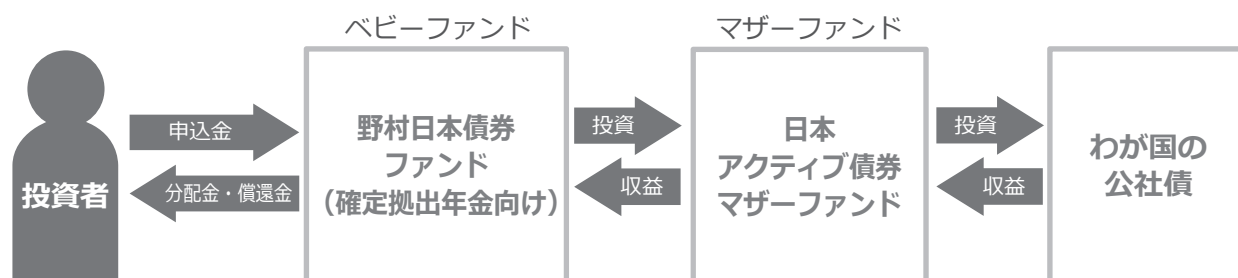 ベビーファンド
マザーファンド
投資者
申込金
分配金・償還金
野村日本債券
ファンド
（確定拠出年金向け）
投資
収益
日本
アクティブ債券
マザーファンド
投資
収益
わが国の
公社債